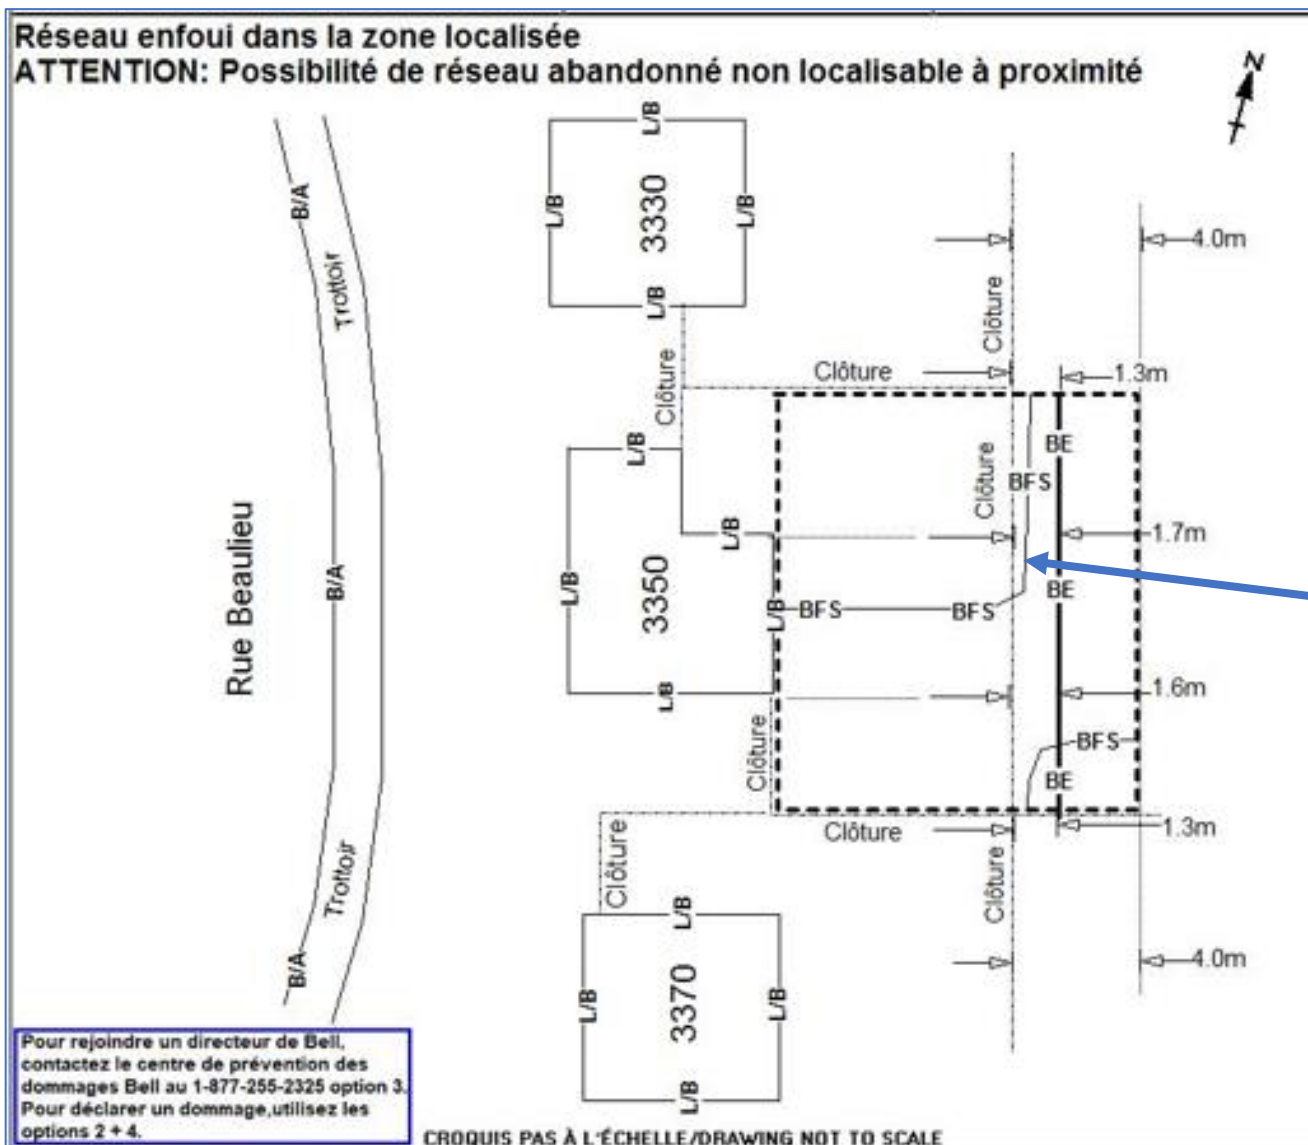 Réseau enfoui dans la zone localisée
ATTENTION: Possibilité de réseau abandonné non localisable à proximité
N
L/B
B/A
L/B
3330
L/B
4.0m
Trottoir
Clôture
L/B
Clôture
Clôture
1.3m
L/B
Clôture
BE
BFS
L/B
1.7m
Rue Beaulieu
B/A
L/B
3350
L/B
BFS
BFS
BE
L/B
1.6m
Clôture
BFS
BE
Clôture
1.3m
Trottoir
Clôture
Clôture
L/B
B/A
L/B
3370
L/B
4.0m
L/B
Pour rejoindre un directeur de Bell,
contactez le centre de prévention des
dommages Bell au 1-877-255-2325 option 3.
Pour déclarer un dommage,utilisez les
options 2 + 4.
CROQUIS PAS À L'ÉCHELLE/DRAWING NOT TO SCALE